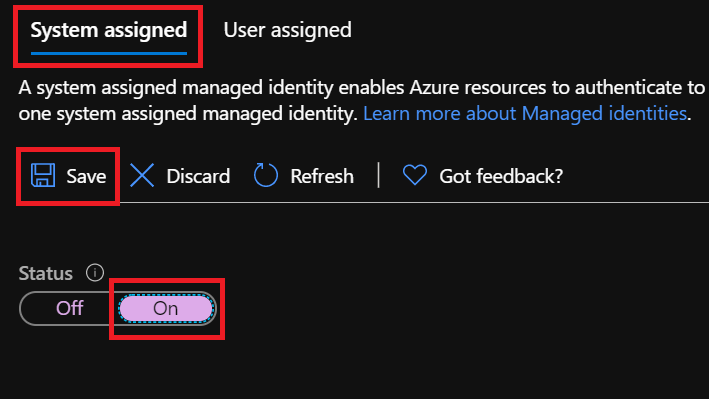 System assigned User assigned
A system assigned managed identity enables Azure resources to authenticate to
one system assigned managed identity. Learn more about Managed identities.
Save Discard Refresh | Got feedback?
Status
Off On